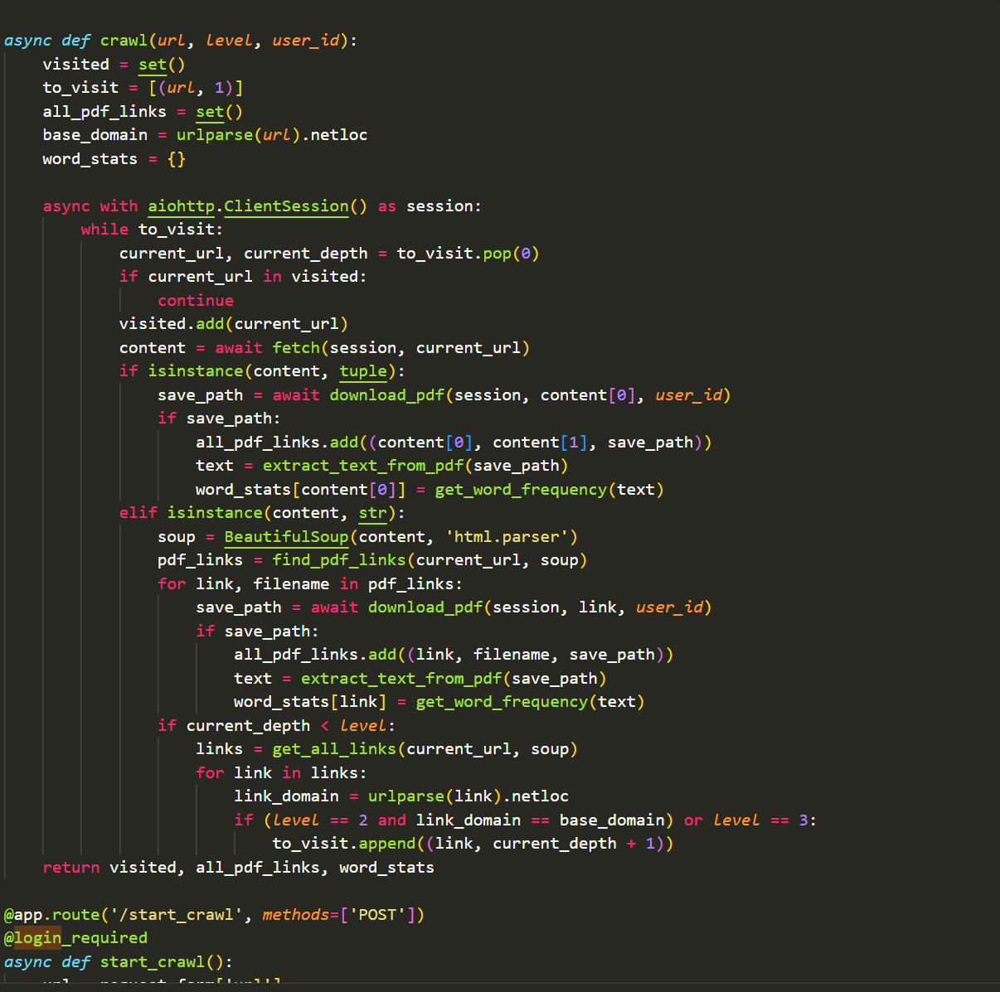 async def crawl(url, level, user_id):
    visited = set()
    to_visit = [(url, 1)]
    all_pdf_links = set()
    base_domain = urlparse(url).netloc
    word_stats = {}

    async with aiohttp.ClientSession() as session:
        while to_visit:
            current_url, current_depth = to_visit.pop(0)
            if current_url in visited:
                continue
            visited.add(current_url)
            content = await fetch(session, current_url)
            if isinstance(content, tuple):
                save_path = await download_pdf(session, content[0], user_id)
                if save_path:
                    all_pdf_links.add((content[0], content[1], save_path))
                    text = extract_text_from_pdf(save_path)
                    word_stats[content[0]] = get_word_frequency(text)
            elif isinstance(content, str):
                soup = BeautifulSoup(content, 'html.parser')
                pdf_links = find_pdf_links(current_url, soup)
                for link, filename in pdf_links:
                    save_path = await download_pdf(session, link, user_id)
                    if save_path:
                        all_pdf_links.add((link, filename, save_path))
                        text = extract_text_from_pdf(save_path)
                        word_stats[link] = get_word_frequency(text)
                if current_depth < level:
                    links = get_all_links(current_url, soup)
                    for link in links:
                        link_domain = urlparse(link).netloc
                        if (level == 2 and link_domain == base_domain) or level == 3:
                            to_visit.append((link, current_depth + 1))
    return visited, all_pdf_links, word_stats

@app.route('/start_crawl', methods=['POST'])
@login_required
async def start_crawl():
    url = request.form['url']